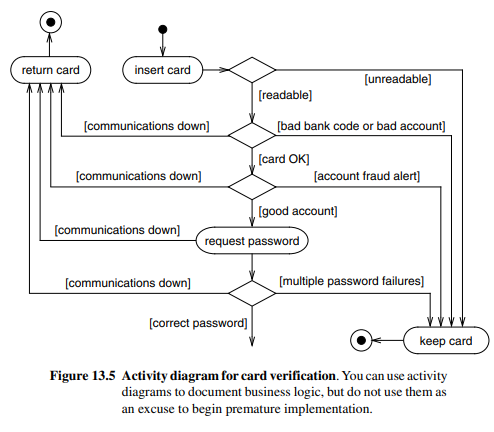 return card
insert card
[unreadable]
[readable]
[communications down]
[bad bank code or bad account]
[card OK]
[communications down]
[account fraud alert]
[good account]
[communications down]
request password
[communications down]
[multiple password failures]
[correct password]
keep card
Figure 13.5 Activity diagram for card verification. You can use activity
diagrams to document business logic, but do not use them as
an excuse to begin premature implementation.